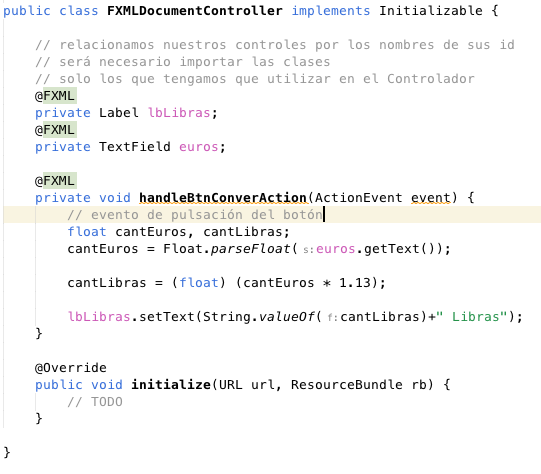 public class FXMLDocumentController implements Initializable {
// relacionamos nuestros controles por los nombres de sus id
// será necesario importar las clases
// solo los que tengamos que utilizar en el Controlador
@FXML
private Label lbLibras;
@FXML
private TextField euros;
@FXML
private void handleBtnConverAction(ActionEvent event) {
// evento de pulsación del botón
float cantEuros, cantLibras;
cantEuros = Float.parseFloat( s:euros.getText());
cantLibras = (float) (cantEuros * 1.13);
lbLibras.setText(String.valueOf( f:cantLibras)+" Libras");
}
@Override
public void initialize(URL url, ResourceBundle rb) {
// TODO
}
}